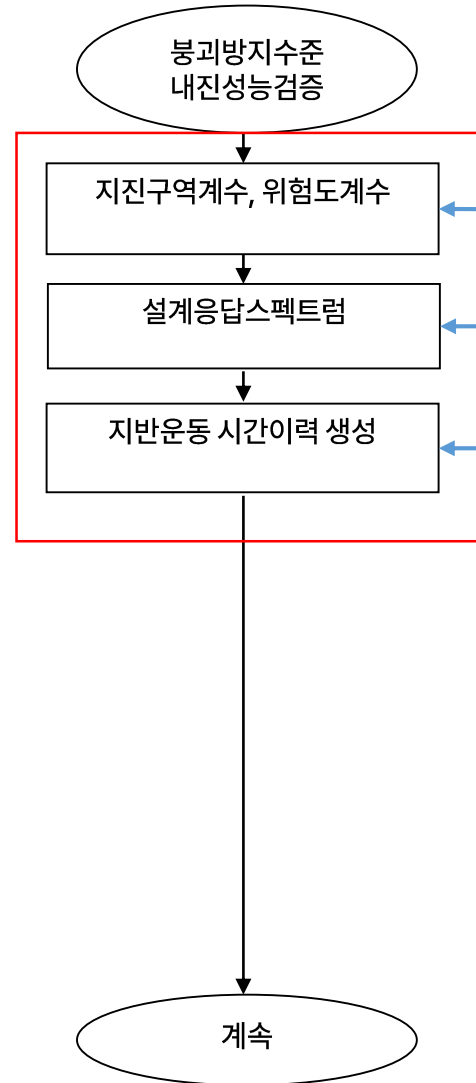 붕괴방지수준
내진성능검증
지진구역계수, 위험도계수
설계응답스펙트럼
지반운동 시간이력 생성
계속